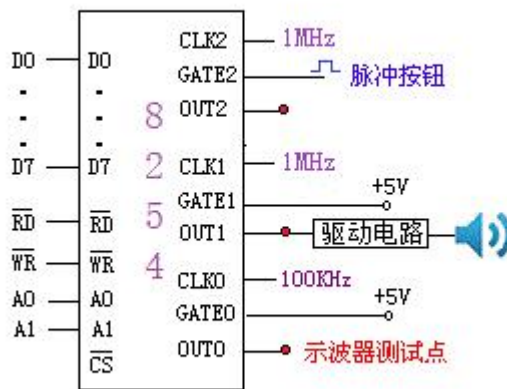 CLK2 1MHz
D0 D0
GATE2 脉冲按钮
8 OUT2
D7 D7 2 CLK1 1MHz
GATE1 +5V
RD RD 5 OUT1 驱动电路
WR WR 4 CLK0 100KHz
A0 A0 GATE0 +5V
A1 A1
CS OUT0 示波器测试点